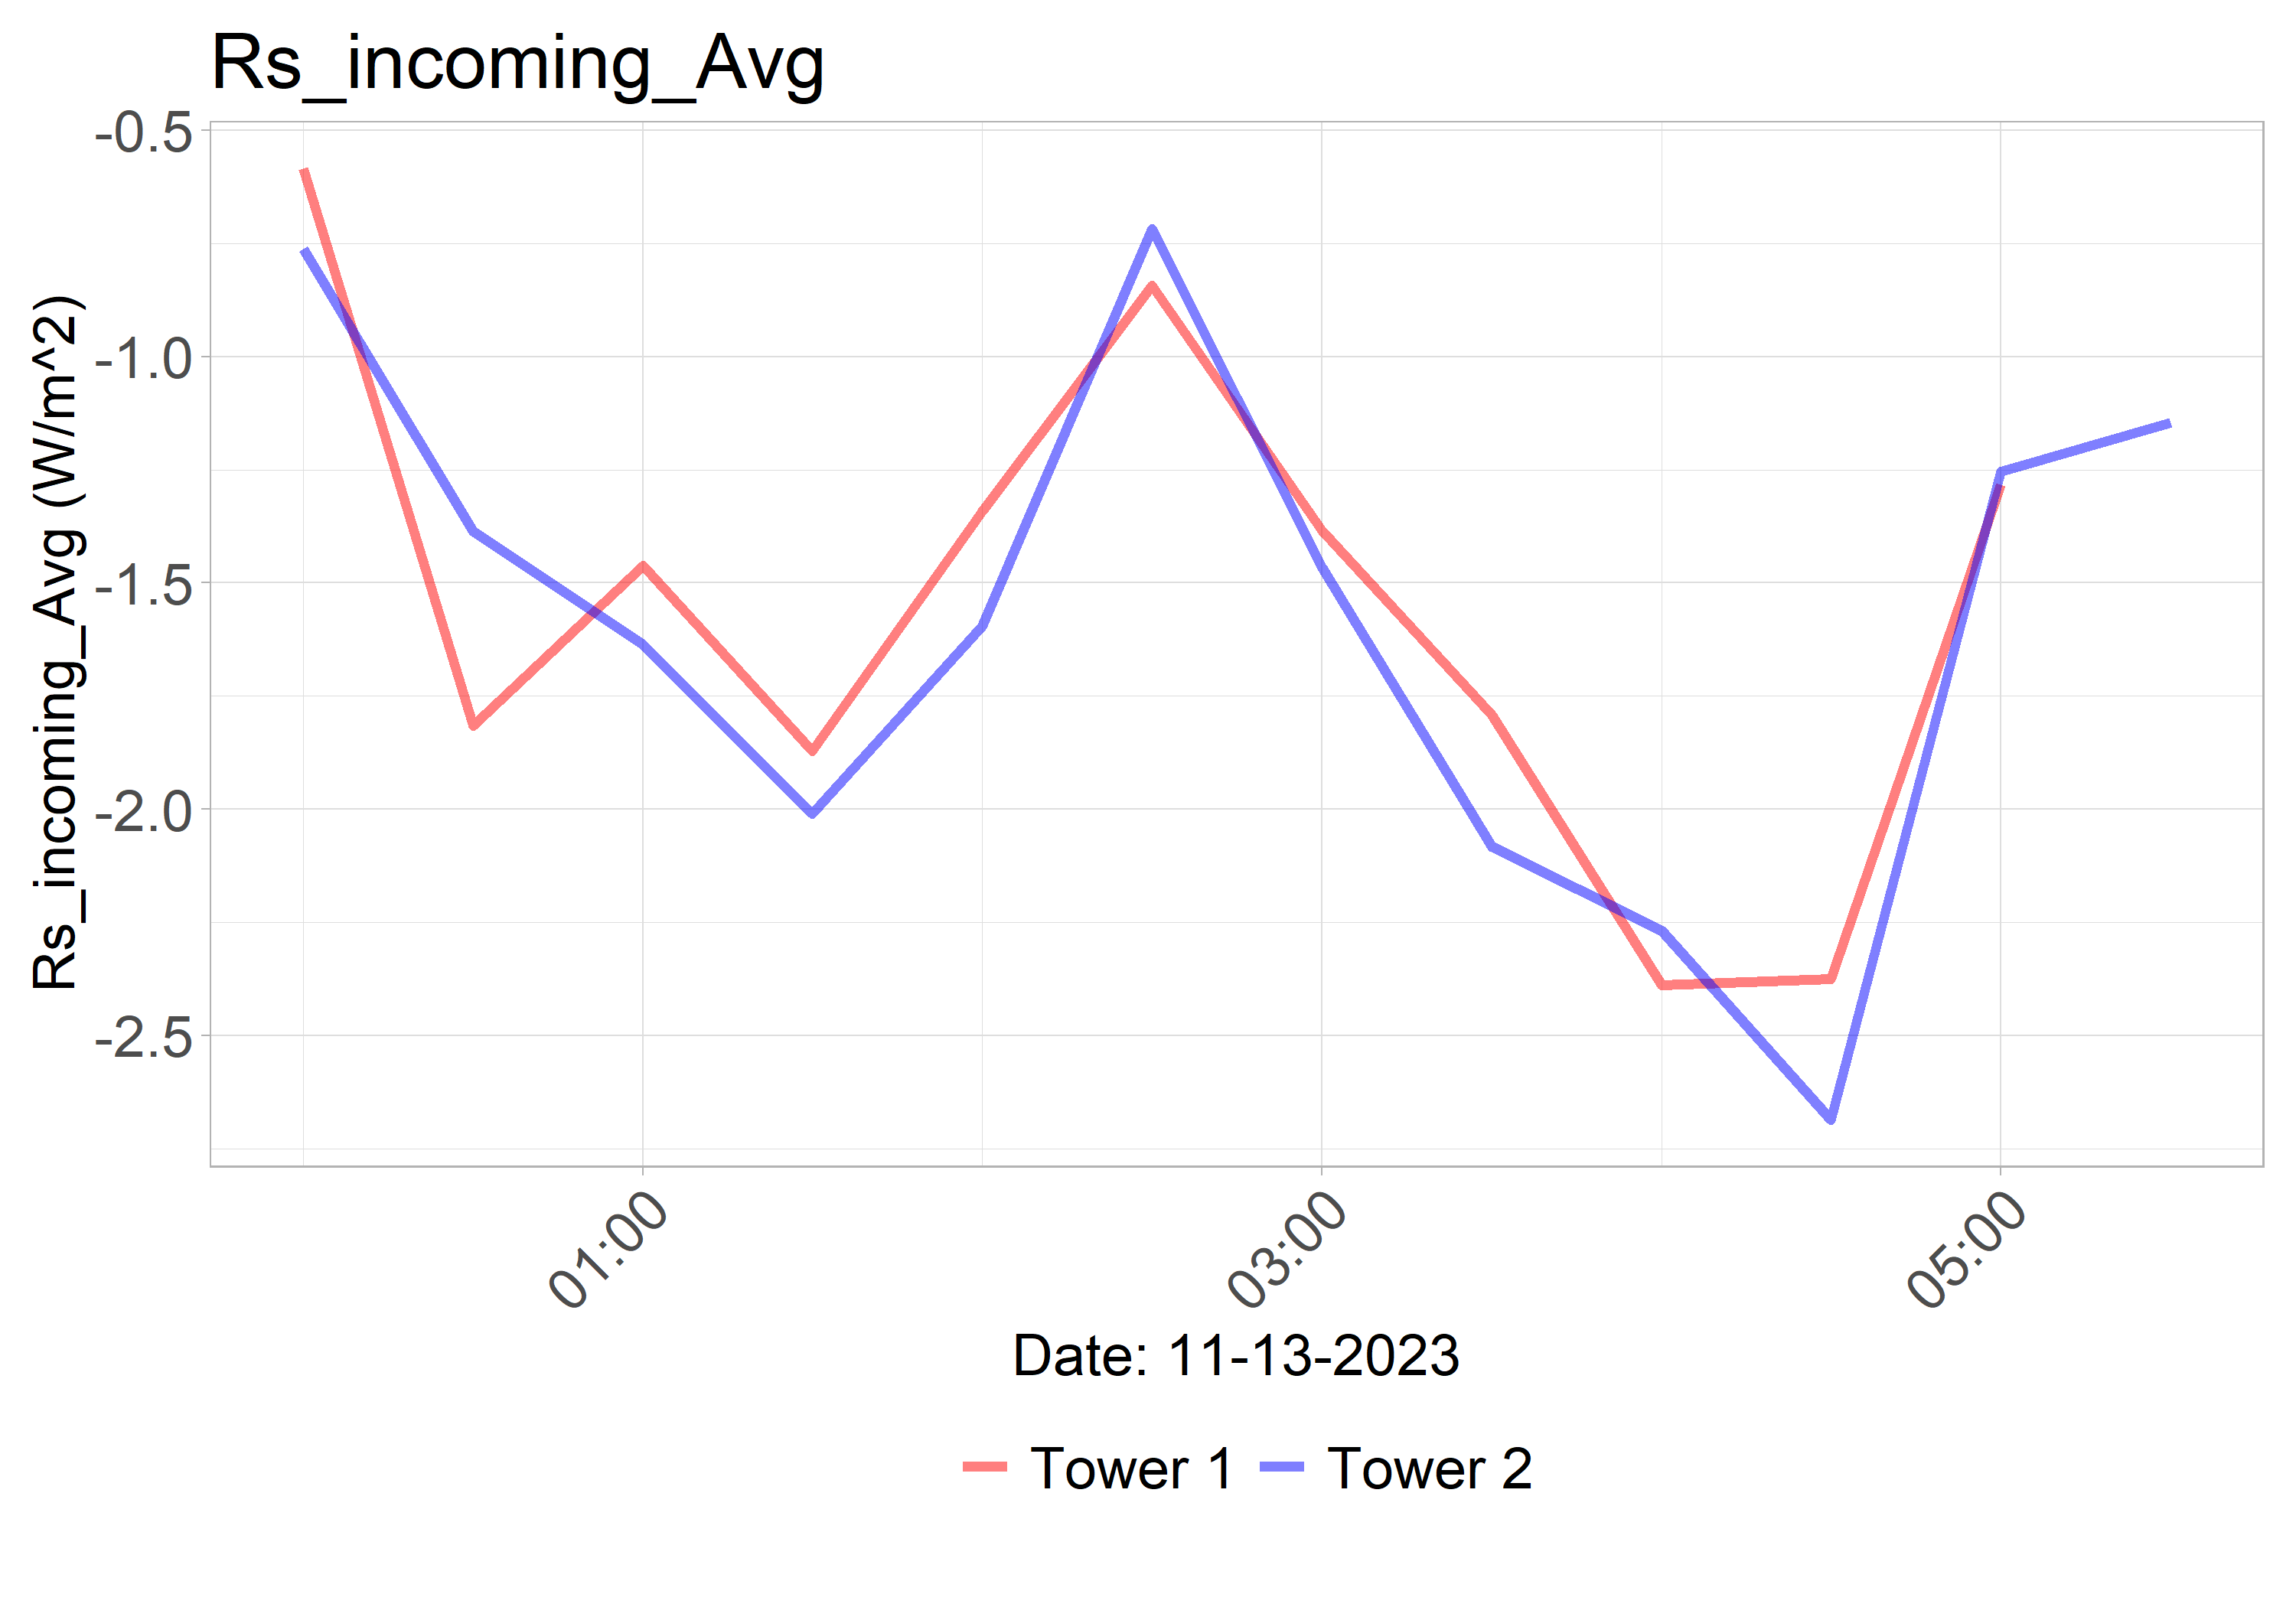 Rs_incoming_Avg
Rs_incoming_Avg (W/m^2)
-0.5
-1.0
-1.5
-2.0
-2.5
01:00
03:00
05:00
Date: 11-13-2023
Tower 1
Tower 2